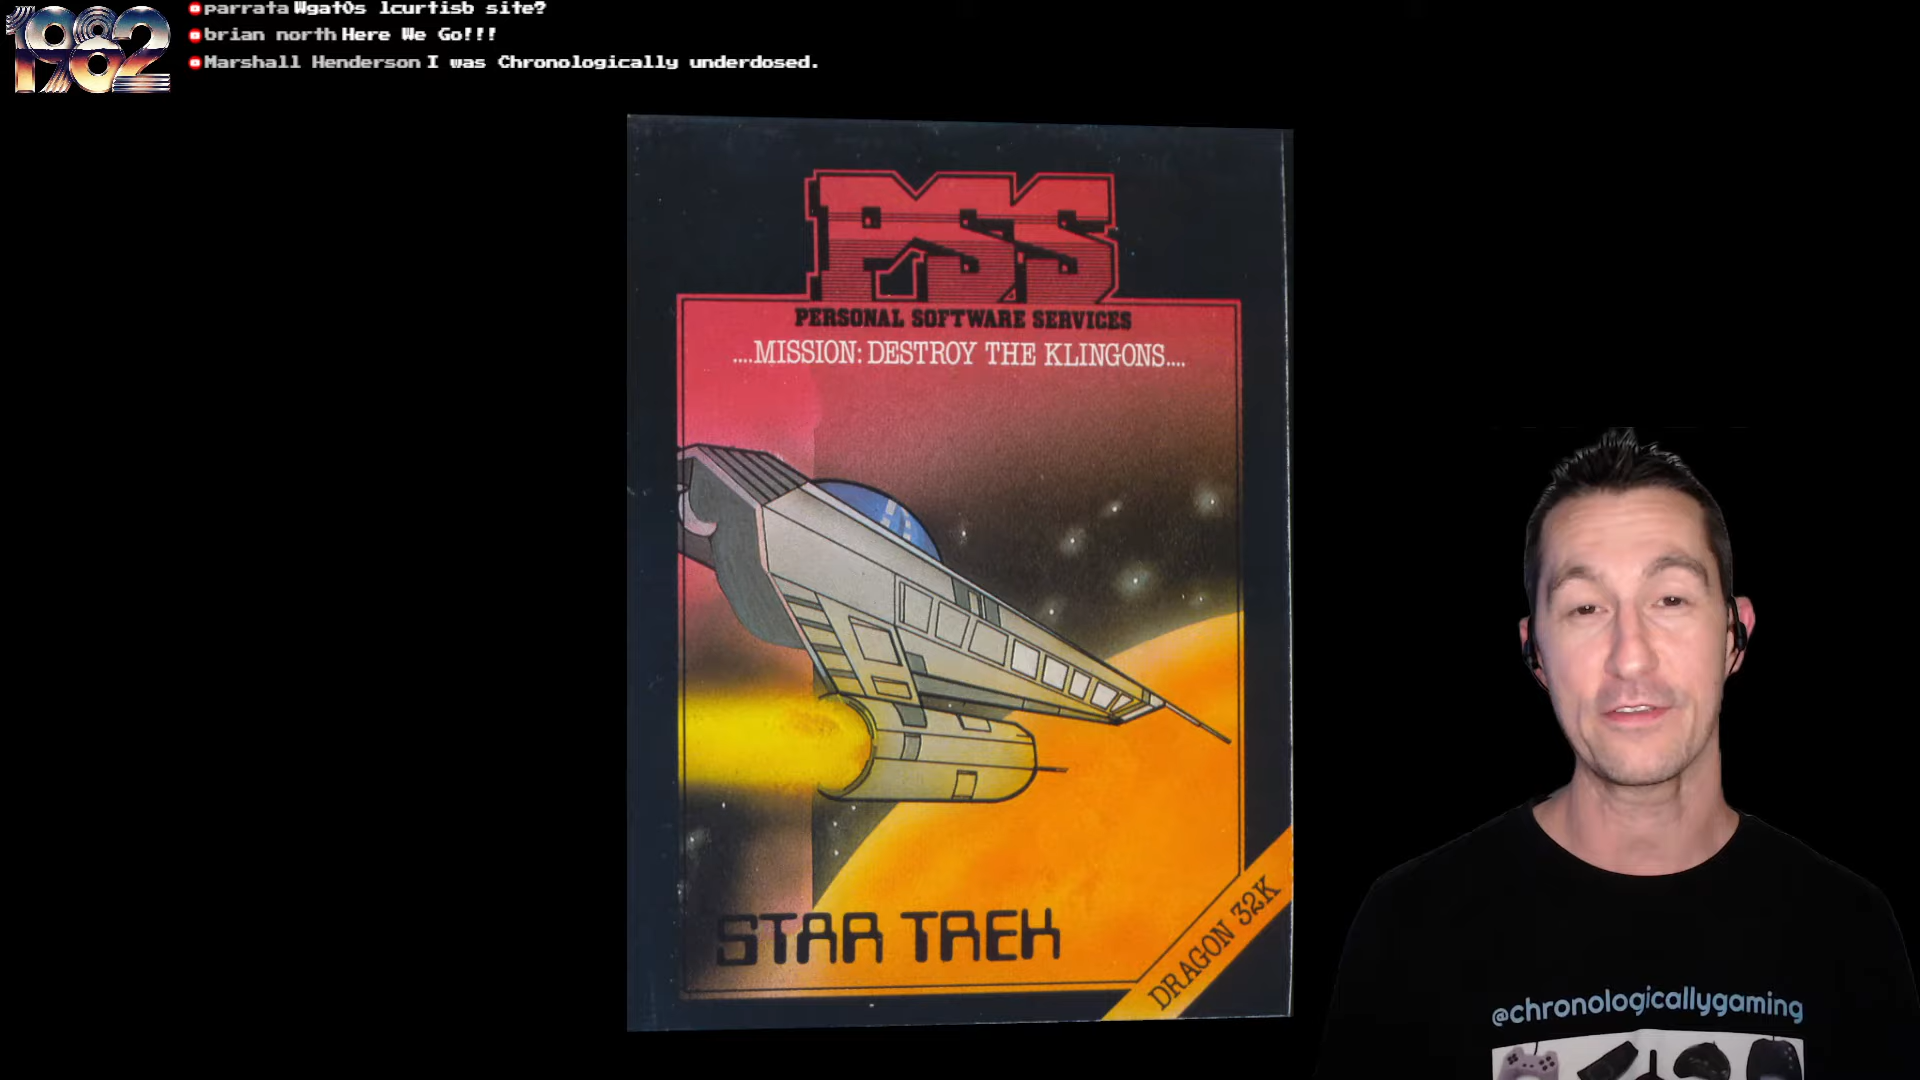 1982
parrata WgatOs lcurtisb site?
brian north Here We Go!!!
Marshall Henderson I was Chronologically underdosed.
PSS
PERSONAL SOFTWARE SERVICES
....MISSION: DESTROY THE KLINGONS....
STAR TREK
DRAGON 32K
@chronologicallygaming